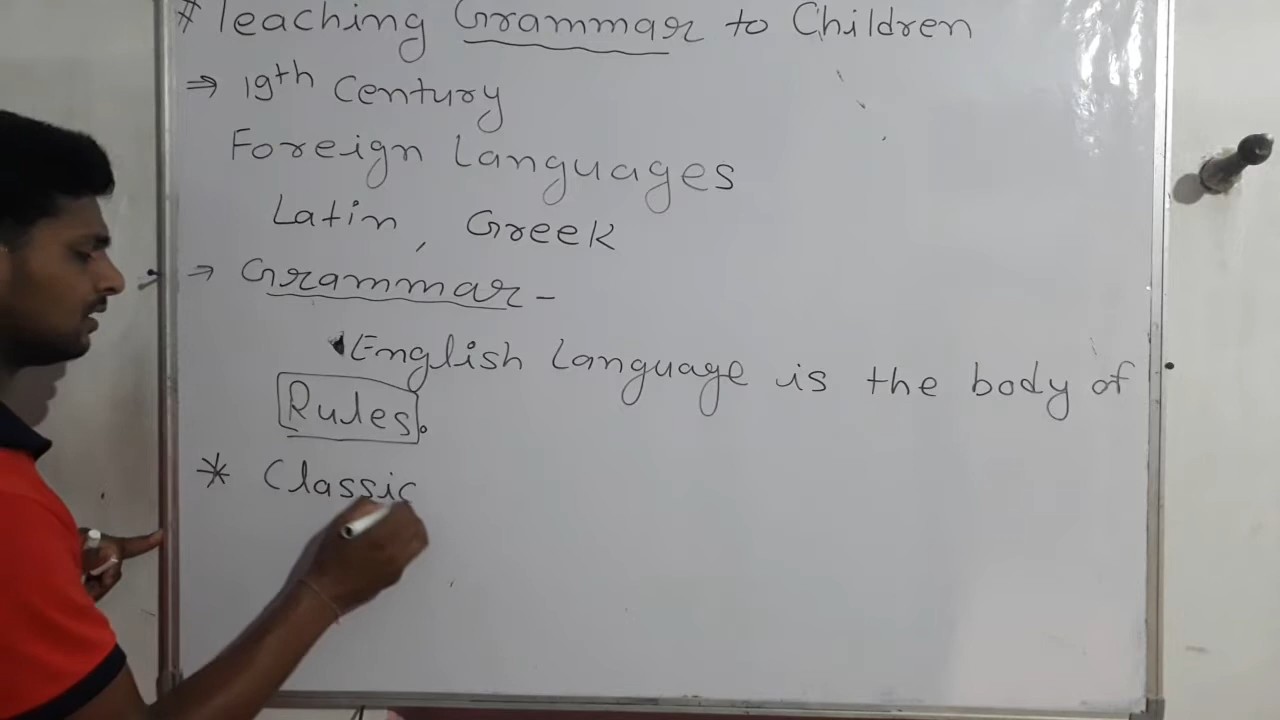 # Teaching Grammar to Children
⇒ 19th Century
Foreign Languages
Latin, Greek
⇒ Grammar -
English Language is the body of
Rules.
* Classic